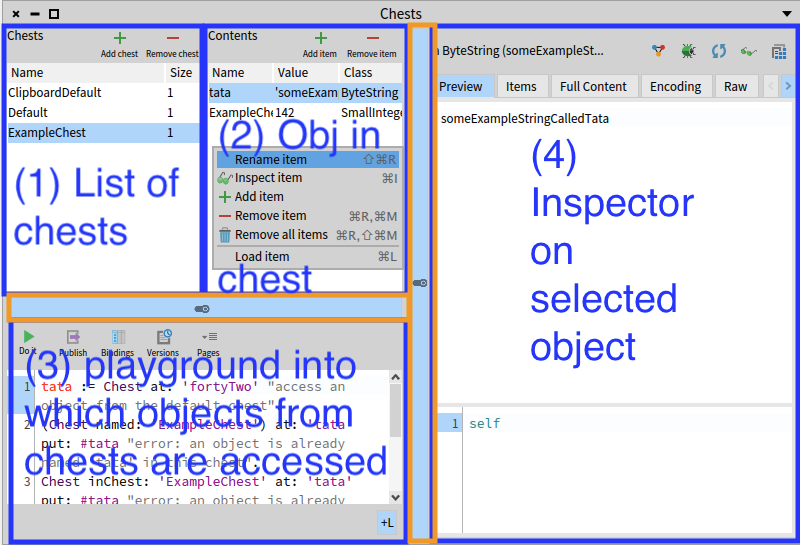 Chests
Chests
Add chest
Remove chest
Name Size
ClipboardDefault 1
Default 1
ExampleChest 1
(1) List of
chests
Contents
Add item
Remove item
Name Value Class
tata 'someExam ByteString
ExampleCh 142 SmallIntege
(2) Obj in
chest
Rename item ⇧⌘R
Inspect item ⌘I
Add item
Remove item ⌘R,⌘M
Remove all items ⌘R,⇧⌘M
Load item ⌘L
Do it
Publish
Bindings
Versions
Pages
(3) playground into
which objects from
chests are accessed
1 tata := Chest at: 'fortyTwo' "access an
object from the default chest"
2 (Chest named: 'ExampleChest') at: 'tata'
put: #tata "error: an object is already
named 'tata' in this chest".
3 Chest inChest: 'ExampleChest' at: 'tata'
put: #tata "error: an object is already
+L
ByteString (someExampleSt...
Preview Items Full Content Encoding Raw
someExampleStringCalledTata
(4)
Inspector
on
selected
object
1 self